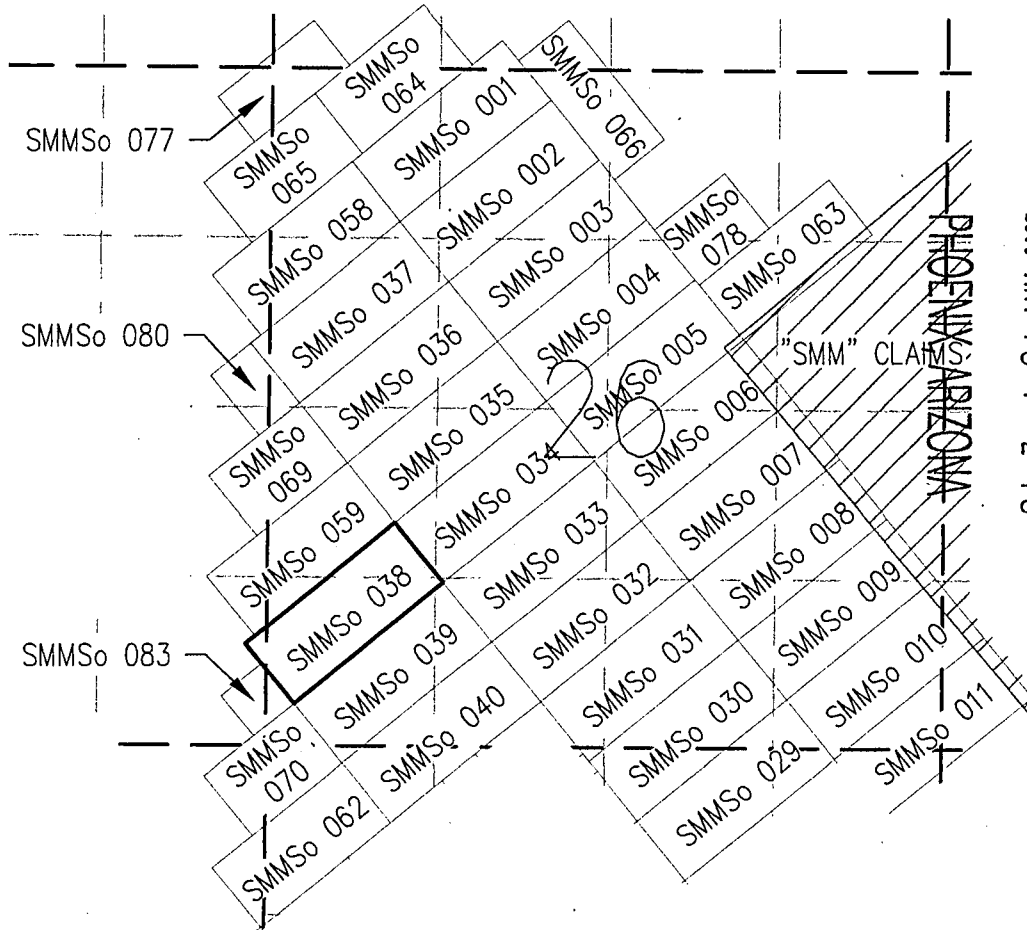 SMMSo 077
SMMSo
064
SMMSo 001
SMMSo 066
SMMSo
065
SMMSo 002
SMMSo 058
SMMSo 003
SMMSo
078
SMMSo 063
SMMSo 037
SMMSo 004
SMMSo 080
SMMSo 036
SMMSo 005
"SMM" CLAIMS
PHOENIX ARIZONA
SMMSo
069
SMMSo 035
26
SMMSo 006
SMMSo 059
SMMSo 034
SMMSo 007
SMMSo 038
SMMSo 033
SMMSo 008
SMMSo 083
SMMSo 039
SMMSo 032
SMMSo 009
SMMSo
070
SMMSo 040
SMMSo 031
SMMSo 010
SMMSo 062
SMMSo 030
SMMSo 011
SMMSo 029